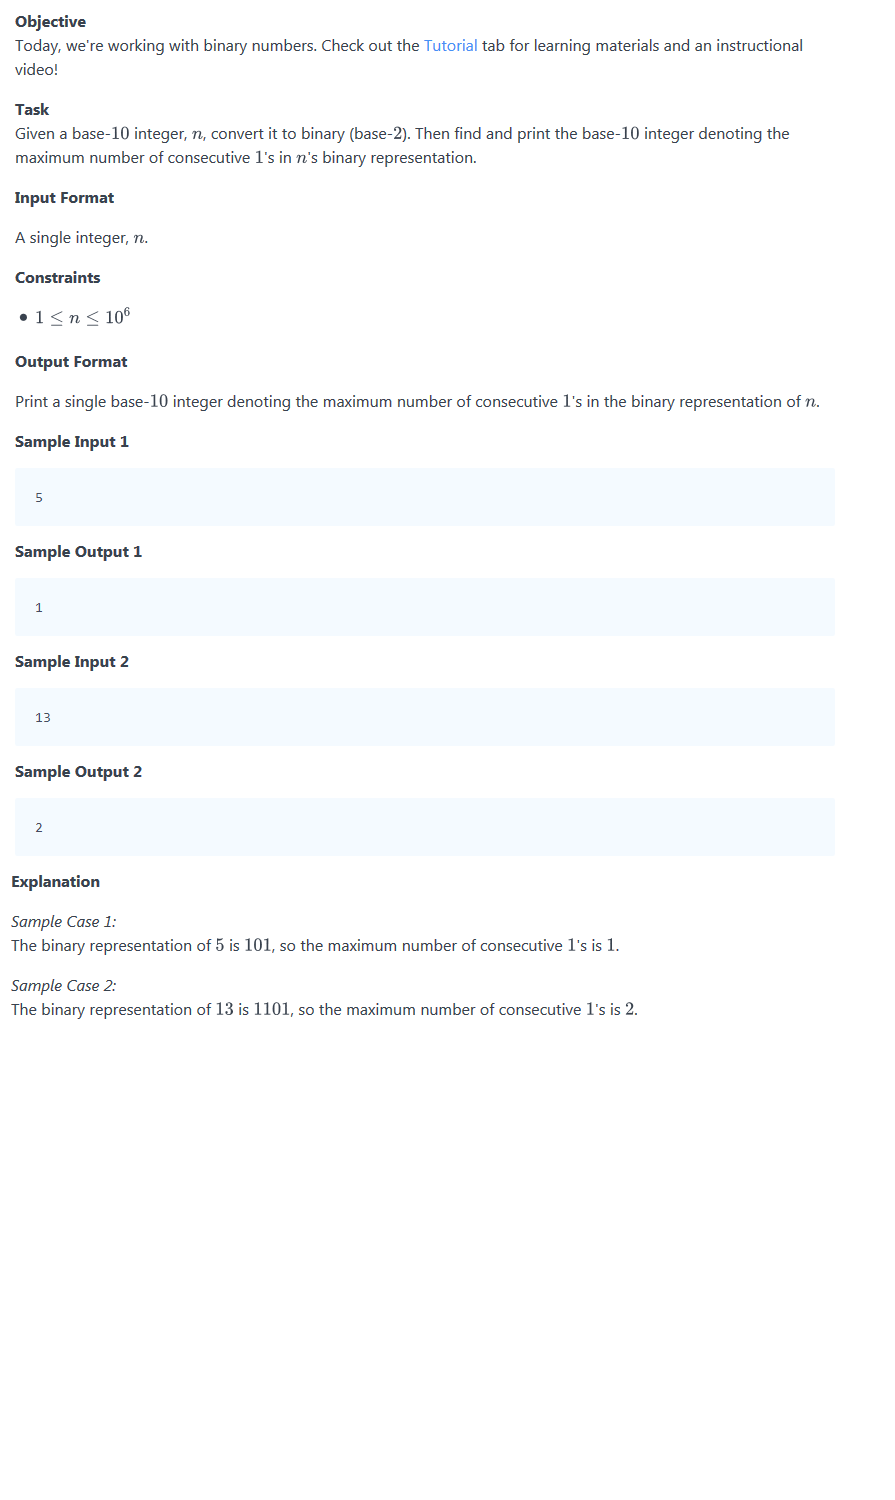 Objective
Today, we're working with binary numbers. Check out the Tutorial tab for learning materials and an instructional
video!
Task
Given a base-10 integer, n, convert it to binary (base-2). Then find and print the base-10 integer denoting the
maximum number of consecutive 1's in n's binary representation.
Input Format
A single integer, n.
Constraints
• 1 ≤ n ≤ 10⁶
Output Format
Print a single base-10 integer denoting the maximum number of consecutive 1's in the binary representation of n.
Sample Input 1
5
Sample Output 1
1
Sample Input 2
13
Sample Output 2
2
Explanation
Sample Case 1:
The binary representation of 5 is 101, so the maximum number of consecutive 1's is 1.
Sample Case 2:
The binary representation of 13 is 1101, so the maximum number of consecutive 1's is 2.